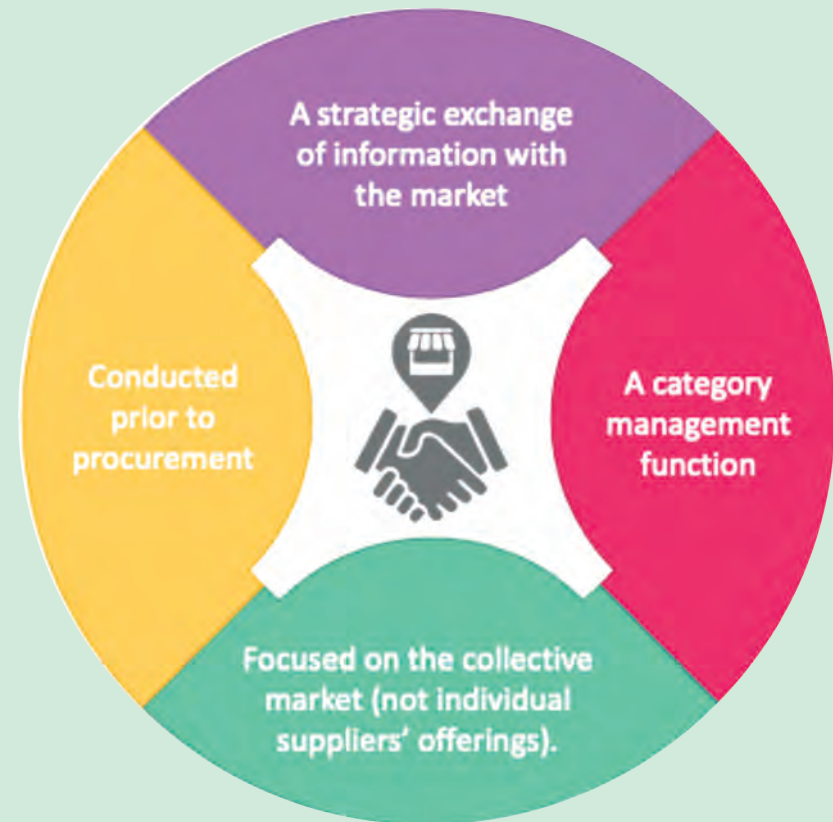 A strategic exchange
of information with
the market
A category
management
function
Focused on the collective
market (not individual
suppliers’ offerings).
Conducted
prior to
procurement